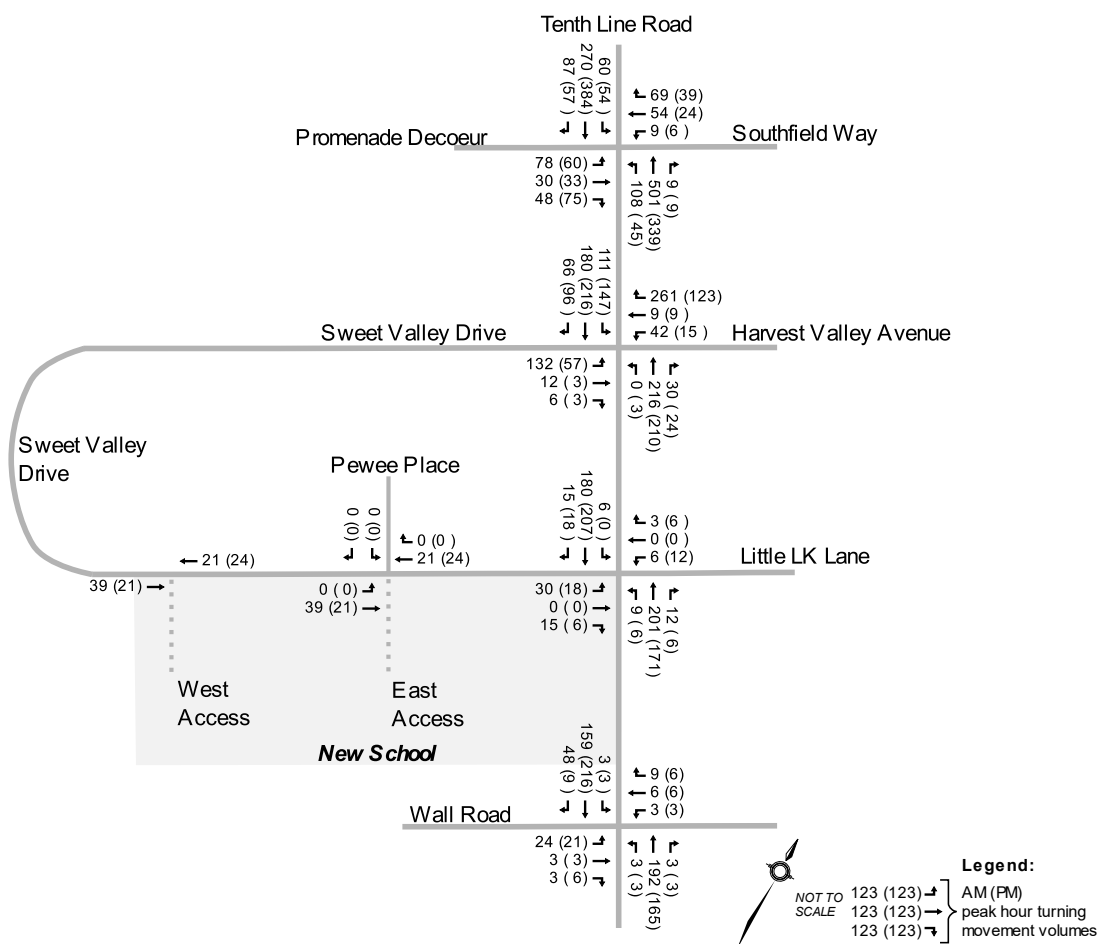 Tenth Line Road
87 (57 )
270 (384)
60 (54 )
69 (39)
54 (24)
9 (6 )
Promenade Decoeur
Southfield Way
78 (60)
30 (33)
48 (75)
108 ( 45)
501 (339)
9 ( 9)
66 (96 )
180 (216)
111 (147)
261 (123)
9 (9 )
42 (15 )
Sweet Valley Drive
Harvest Valley Avenue
132 (57)
12 ( 3)
6 ( 3)
0 ( 3)
216 (210)
30 ( 24)
Sweet Valley
Drive
Pewee Place
0 (0)
0 (0)
0 (0 )
21 (24)
15 (18 )
180 (207)
6 (0 )
3 (6 )
0 (0 )
6 (12)
Little LK Lane
21 (24)
39 (21)
0 ( 0)
39 (21)
30 (18)
0 ( 0)
15 ( 6)
9 ( 6)
201 (171)
12 ( 6)
West
Access
East
Access
New School
48 (9 )
159 (216)
3 (3 )
9 (6)
6 (6)
3 (3)
Wall Road
24 (21)
3 ( 3)
3 ( 6)
3 ( 3)
192 (165)
3 ( 3)
Legend:
NOT TO
SCALE
123 (123) AM (PM)
123 (123) peak hour turning
123 (123) movement volumes